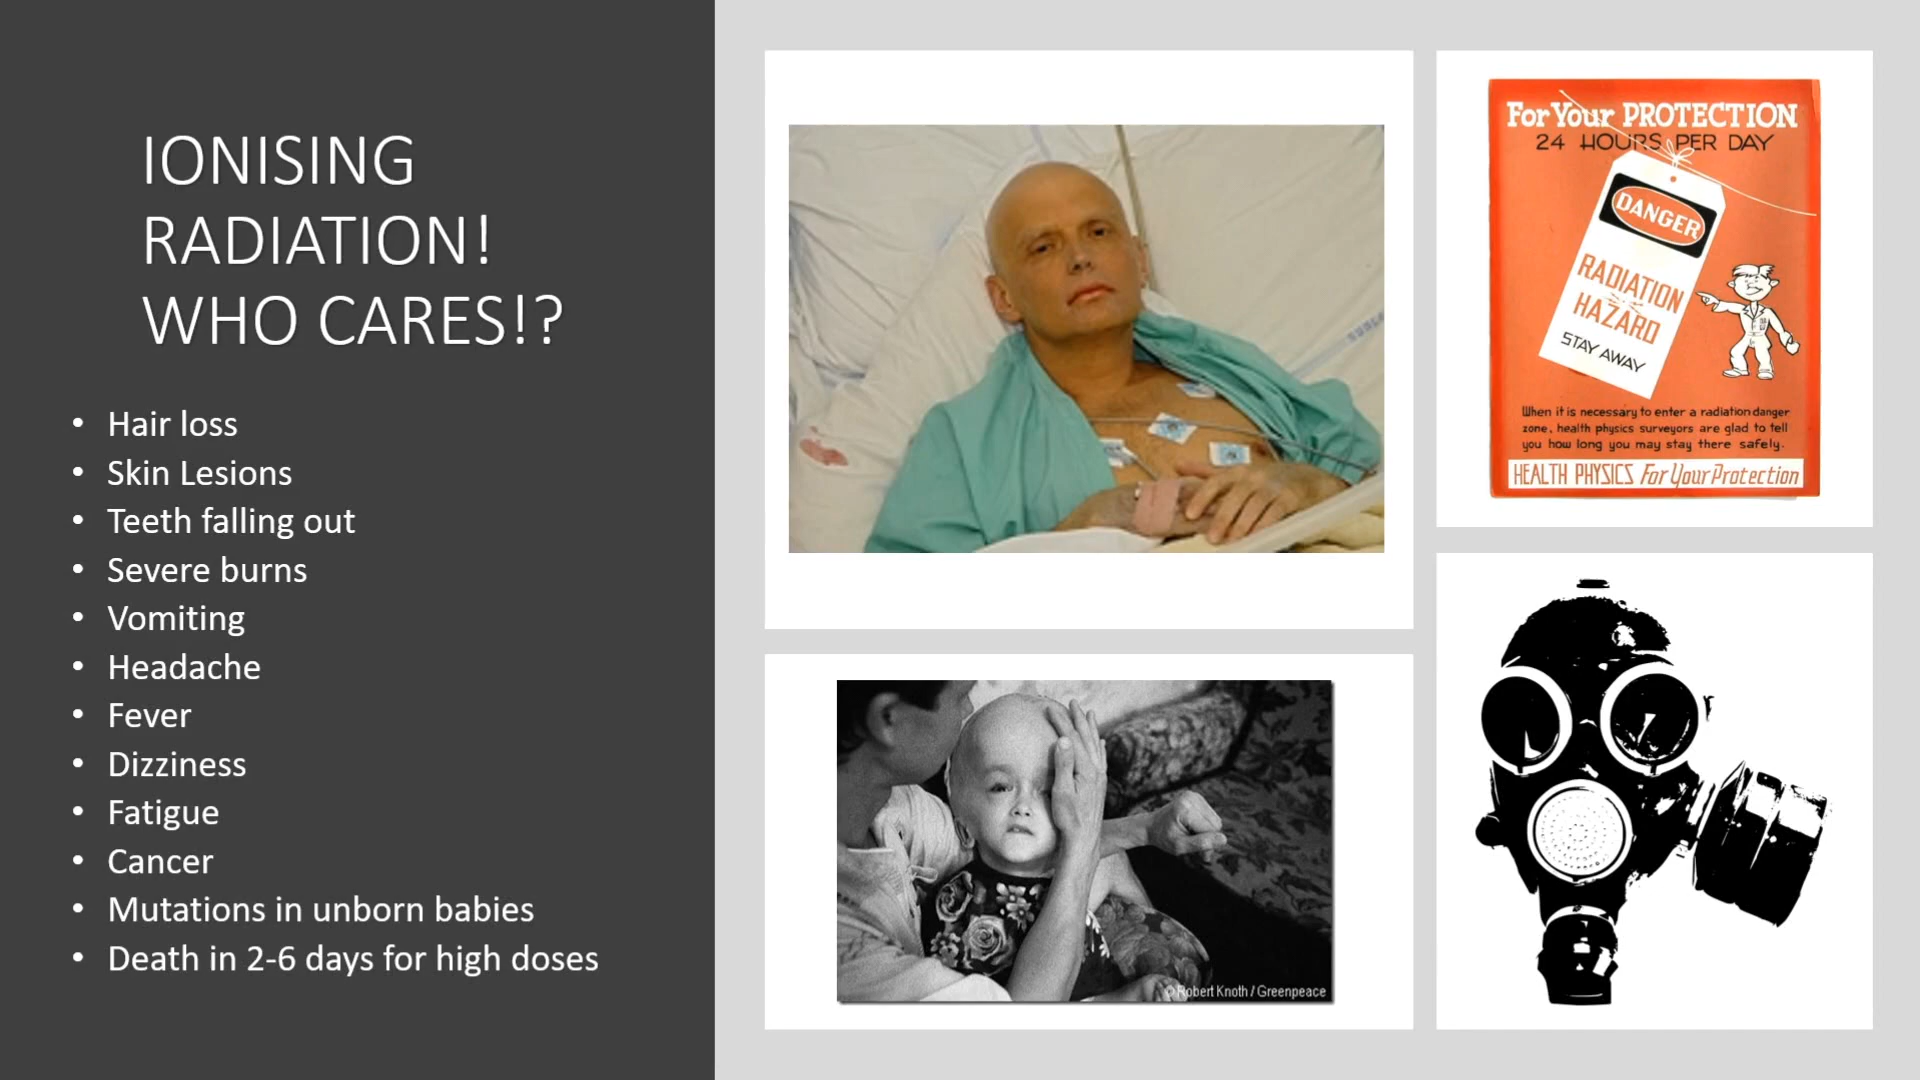 IONISING
RADIATION!
WHO CARES!?
• Hair loss
• Skin Lesions
• Teeth falling out
• Severe burns
• Vomiting
• Headache
• Fever
• Dizziness
• Fatigue
• Cancer
• Mutations in unborn babies
• Death in 2-6 days for high doses
For Your PROTECTION
24 HOURS PER DAY
DANGER
RADIATION
HAZARD
STAY AWAY
When it is necessary to enter a radiation danger
zone, health physics surveyors are glad to tell
you how long you may stay there safely.
HEALTH PHYSICS For Your Protection
© Robert Knoth / Greenpeace